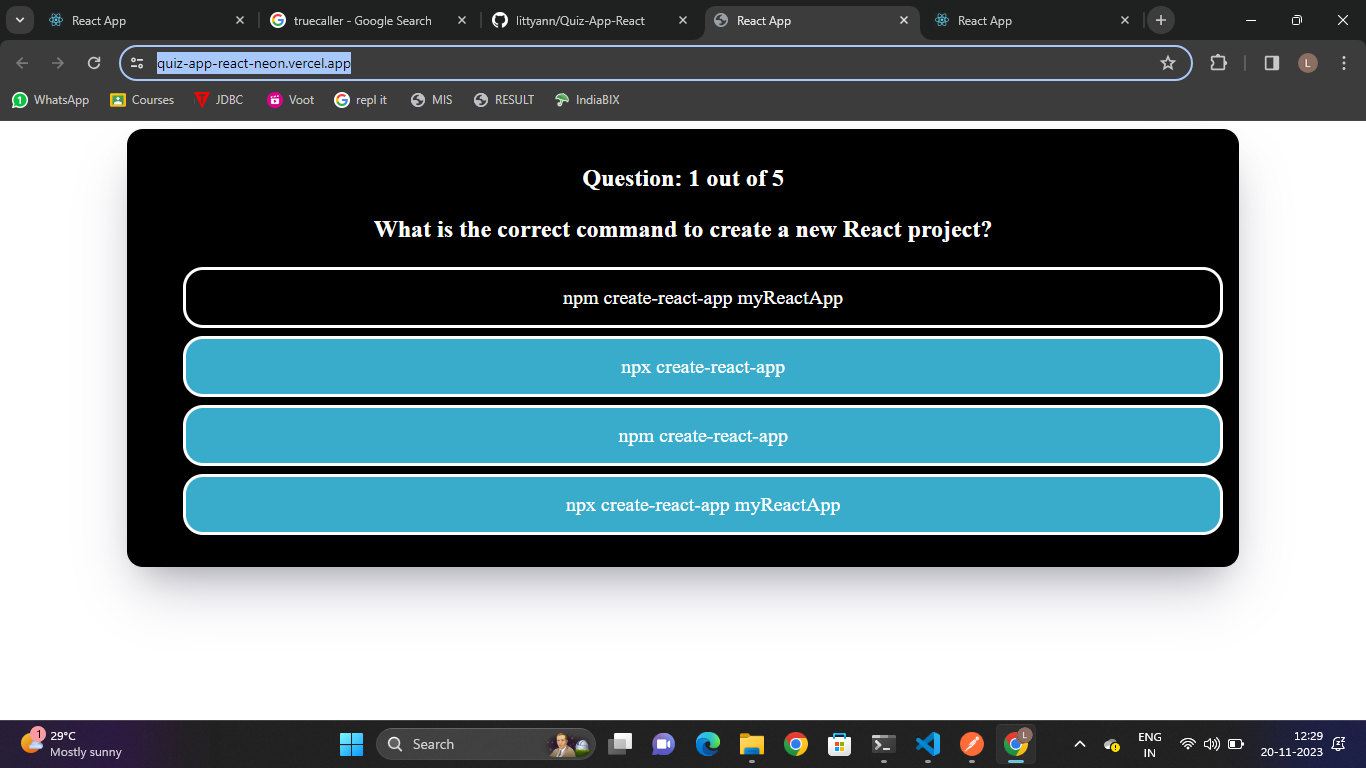 React App
truecaller - Google Search
littyann/Quiz-App-React
React App
React App
quiz-app-react-neon.vercel.app
L
1 WhatsApp
Courses
JDBC
Voot
repl it
MIS
RESULT
IndiaBIX
Question: 1 out of 5
What is the correct command to create a new React project?
npm create-react-app myReactApp
npx create-react-app
npm create-react-app
npx create-react-app myReactApp
1
29°C
Mostly sunny
Search
L
ENG
IN
12:29
20-11-2023